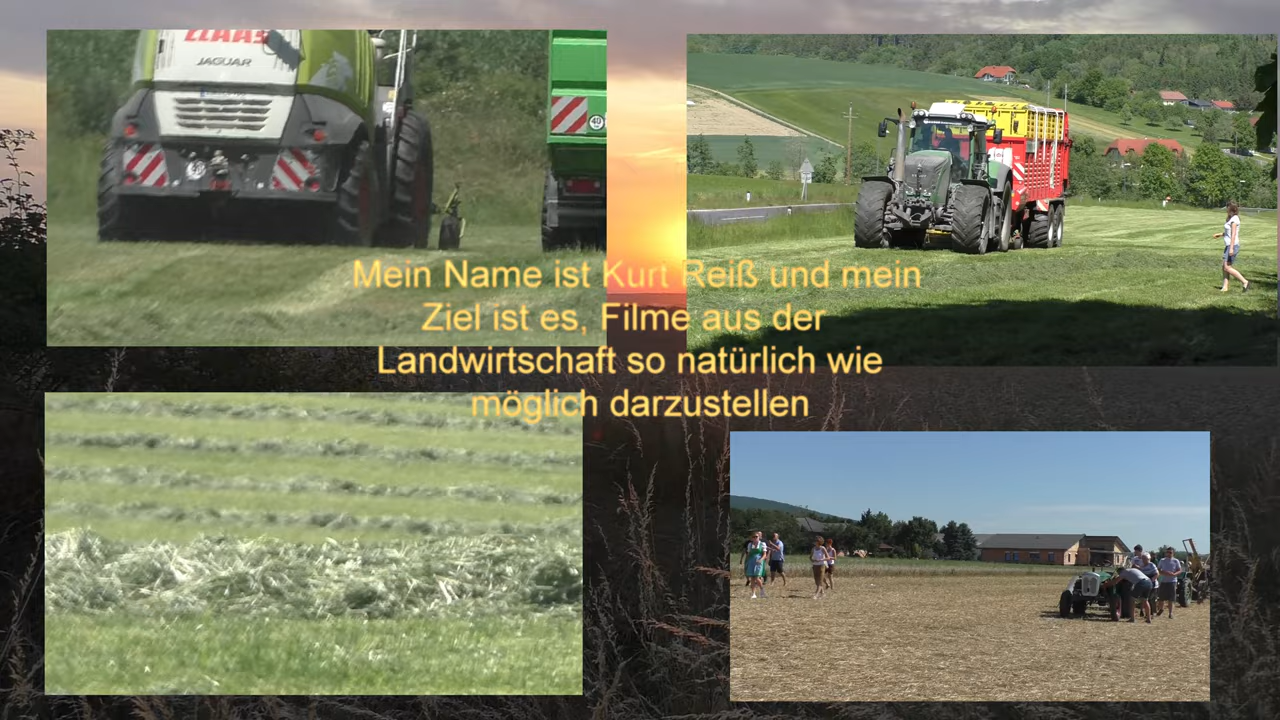 CLAAS
JAGUAR
40
Mein Name ist Kurt Reiß und mein
Ziel ist es, Filme aus der
Landwirtschaft so natürlich wie
möglich darzustellen